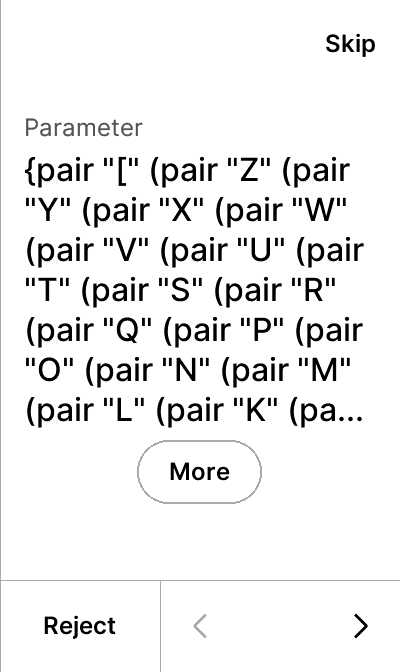 Skip
Parameter
{pair "[" (pair "Z" (pair
"Y" (pair "X" (pair "W"
(pair "V" (pair "U" (pair
"T" (pair "S" (pair "R"
(pair "Q" (pair "P" (pair
"O" (pair "N" (pair "M"
(pair "L" (pair "K" (pa...
More
Reject